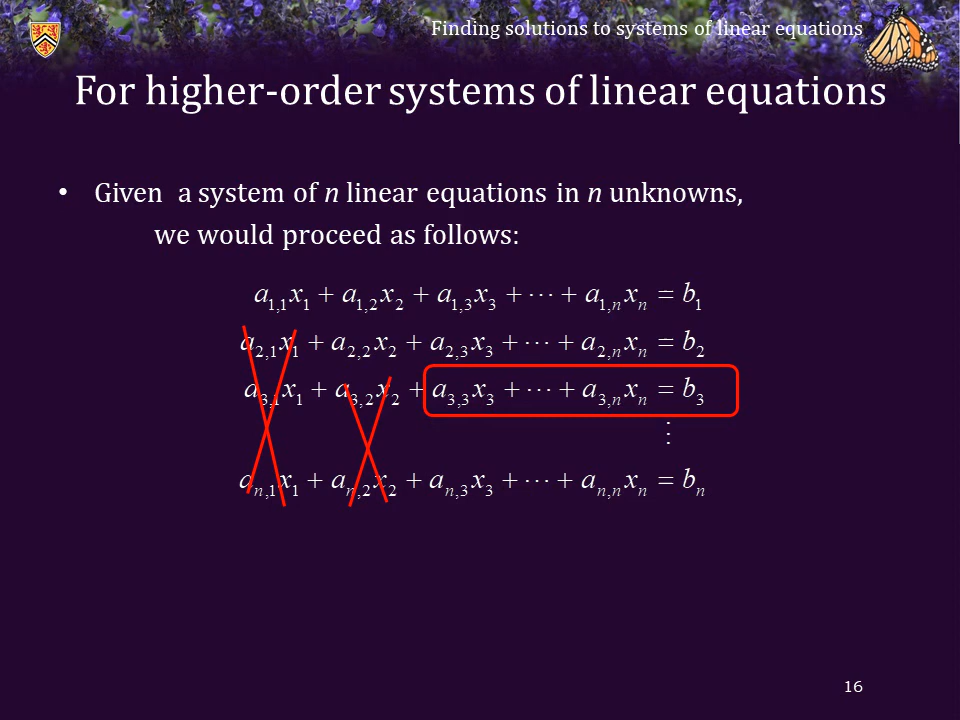 Finding solutions to systems of linear equations
For higher-order systems of linear equations
• Given a system of n linear equations in n unknowns,
we would proceed as follows:
a₁,₁x₁ + a₁,₂x₂ + a₁,₃x₃ + ⋯ + a₁,ₙxₙ = b₁
a₂,₁x₁ + a₂,₂x₂ + a₂,₃x₃ + ⋯ + a₂,ₙxₙ = b₂
a₃,₁x₁ + a₃,₂x₂ + a₃,₃x₃ + ⋯ + a₃,ₙxₙ = b₃
⋮
aₙ,₁x₁ + aₙ,₂x₂ + aₙ,₃x₃ + ⋯ + aₙ,ₙxₙ = bₙ
16